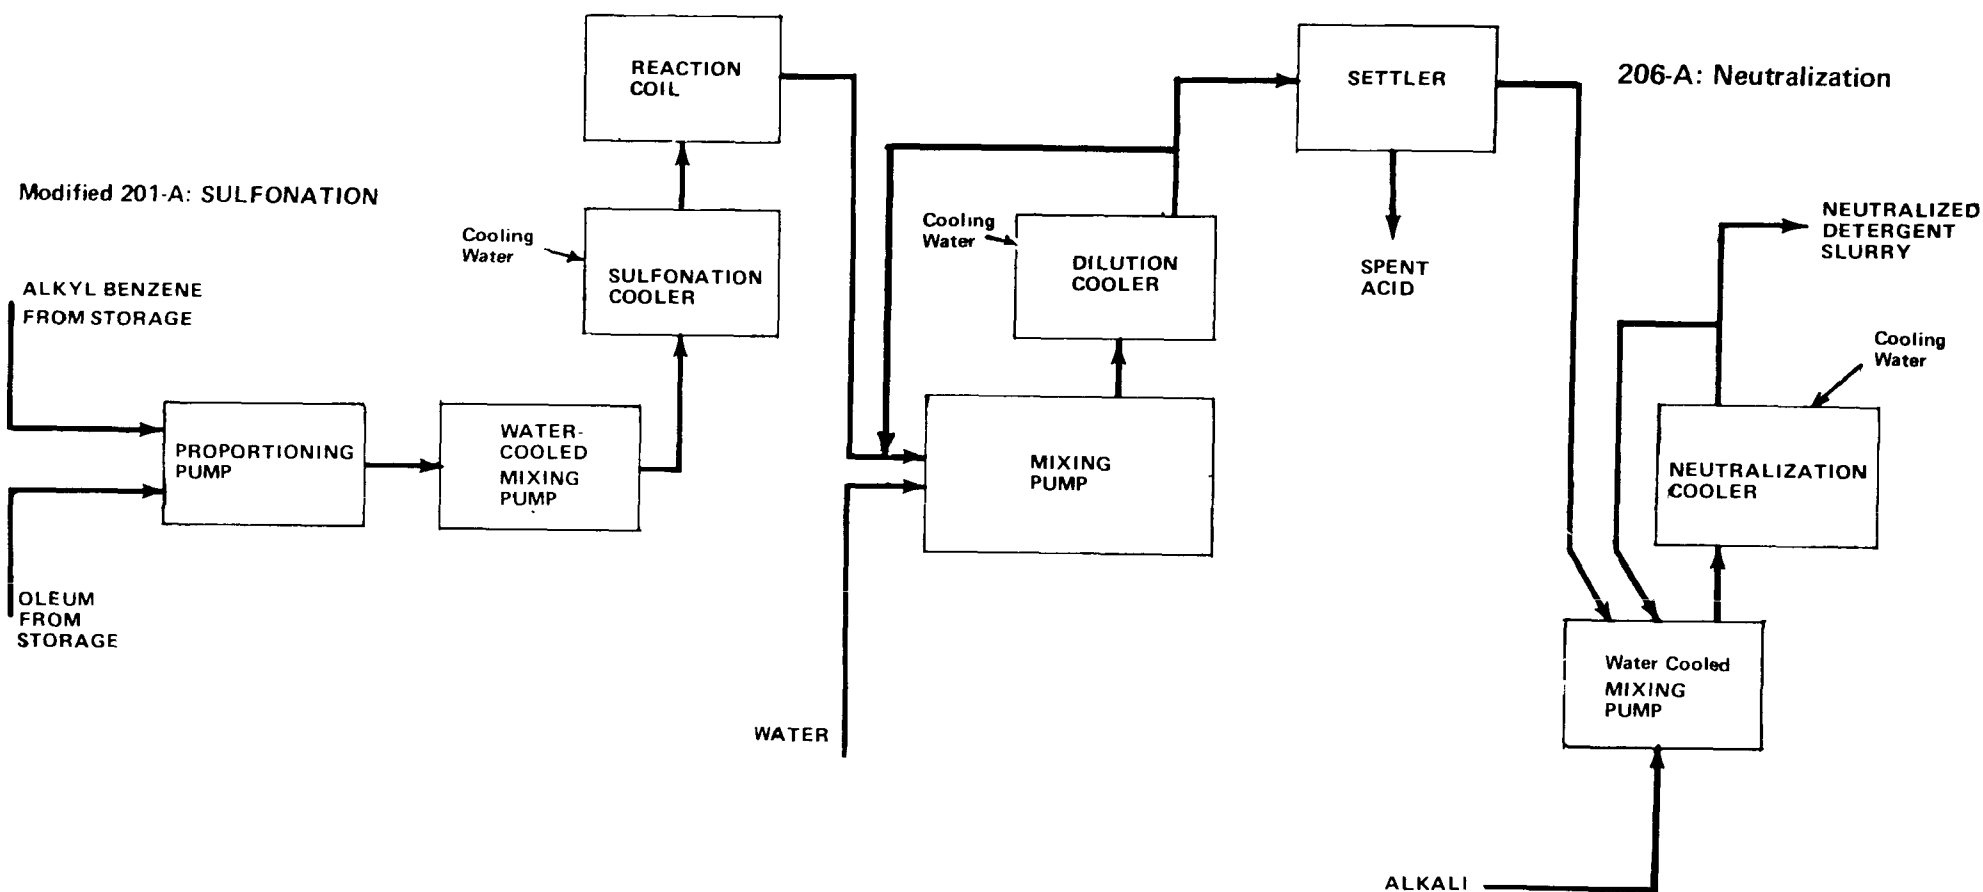 REACTION
COIL
SETTLER
206-A: Neutralization
Modified 201-A: SULFONATION
Cooling
Water
SULFONATION
COOLER
Cooling
Water
DILUTION
COOLER
SPENT
ACID
NEUTRALIZED
DETERGENT
SLURRY
ALKYL BENZENE
FROM STORAGE
Cooling
Water
PROPORTIONING
PUMP
WATER-
COOLED
MIXING
PUMP
MIXING
PUMP
NEUTRALIZATION
COOLER
OLEUM
FROM
STORAGE
Water Cooled
MIXING
PUMP
WATER
ALKALI